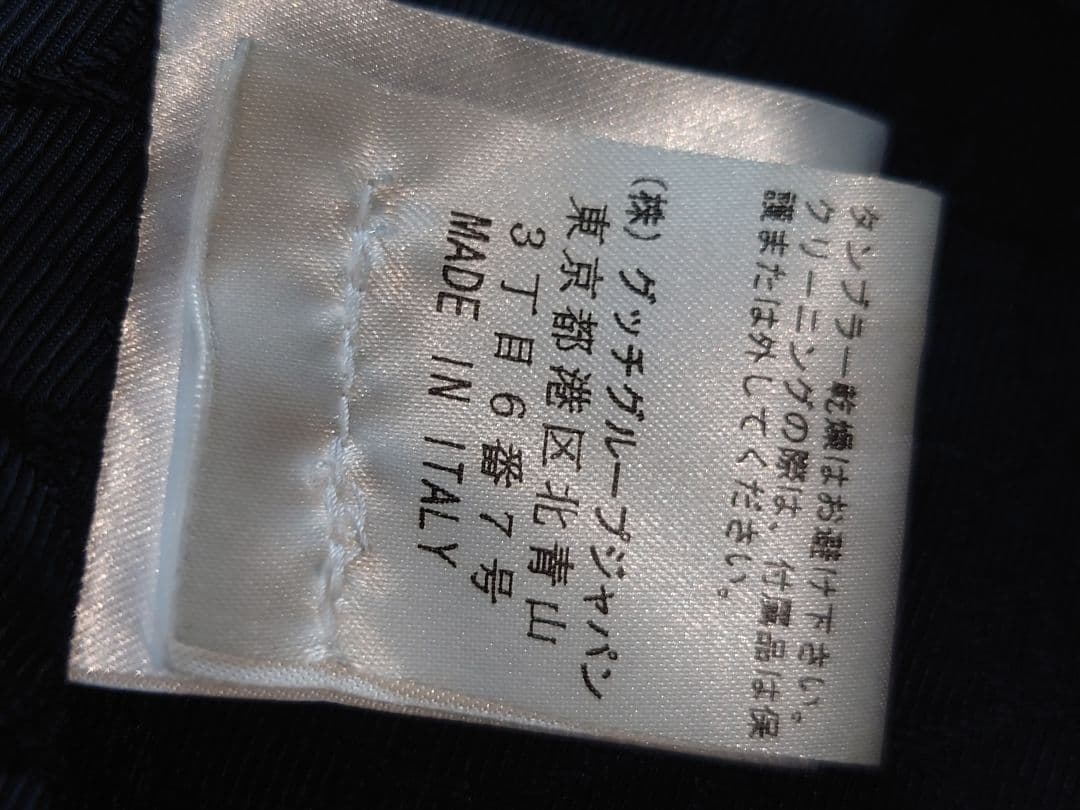 タンブラー乾燥はお避け下さい。
クリーニングの際は、付属品は保
護または外してください。
(株)グッチグループジャパン
東京都港区北青山
3丁目6番7号
MADE IN ITALY